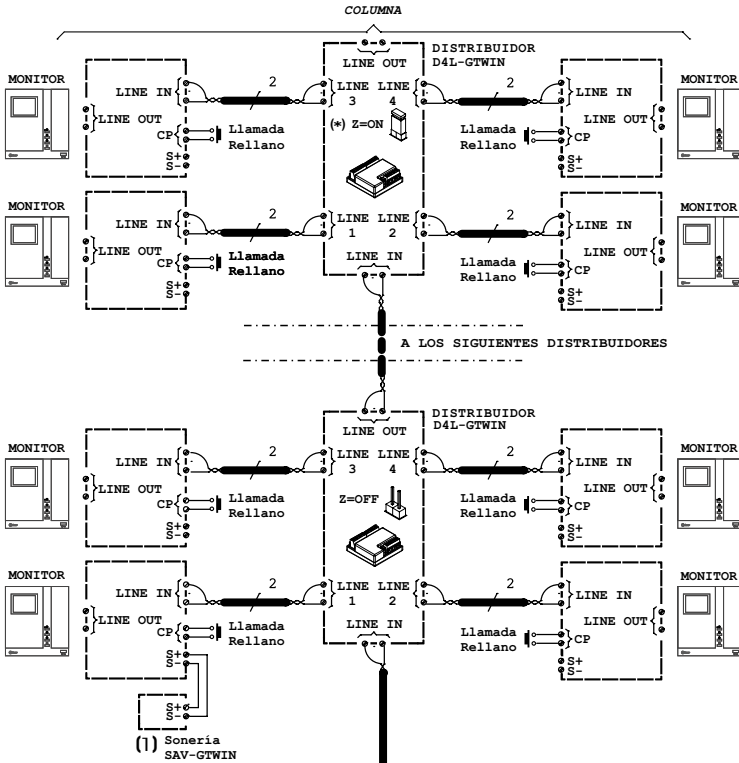 COLUMNA
DISTRIBUIDOR
D4L-GTWIN
LINE OUT
MONITOR
LINE IN
LINE OUT
CP
S+
S-
2
Llamada
Rellano
LINE LINE
3 4
(*) Z=ON
2
Llamada
Rellano
LINE IN
LINE OUT
CP
S+
S-
MONITOR
MONITOR
LINE IN
LINE OUT
CP
S+
S-
2
Llamada
Rellano
LINE LINE
1 2
LINE IN
2
Llamada
Rellano
LINE IN
LINE OUT
CP
S+
S-
MONITOR
A LOS SIGUIENTES DISTRIBUIDORES
DISTRIBUIDOR
D4L-GTWIN
LINE OUT
MONITOR
LINE IN
LINE OUT
CP
S+
S-
2
Llamada
Rellano
LINE LINE
3 4
Z=OFF
2
Llamada
Rellano
LINE IN
LINE OUT
CP
S+
S-
MONITOR
MONITOR
LINE IN
LINE OUT
CP
S+
S-
2
Llamada
Rellano
LINE LINE
1 2
LINE IN
2
Llamada
Rellano
LINE IN
LINE OUT
CP
S+
S-
MONITOR
S+
S-
(1) Sonería
SAV-GTWIN